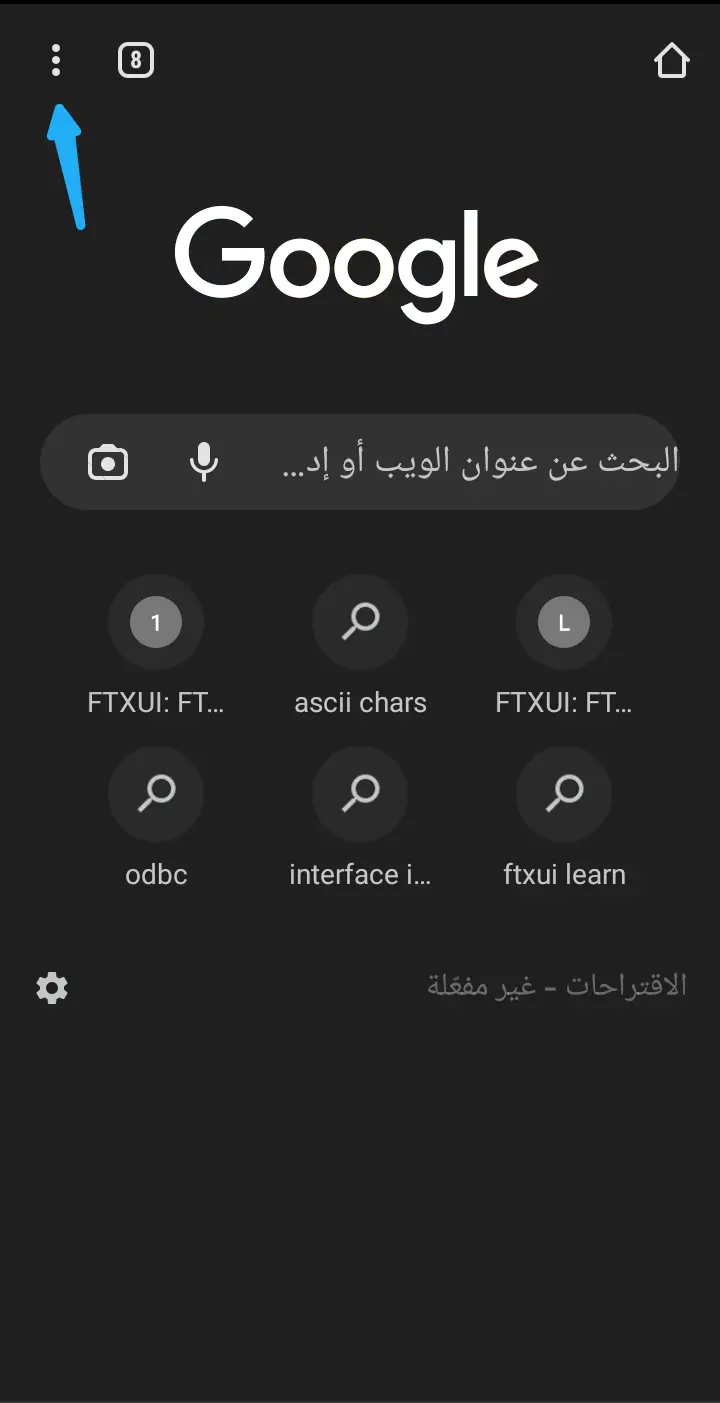 8
Google
البحث عن عنوان الويب أو إد...
1
L
FTXUI: FT...
ascii chars
FTXUI: FT...
odbc
interface i...
ftxui learn
الاقتراحات – غير مفعّلة